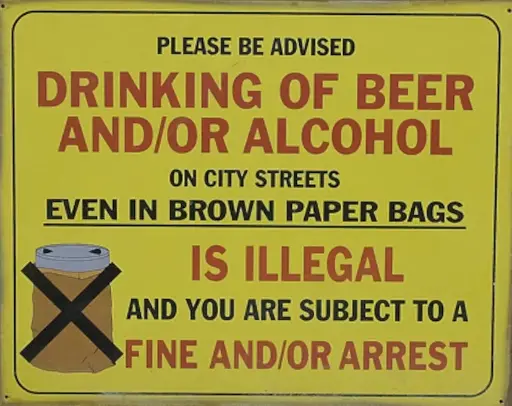 PLEASE BE ADVISED
DRINKING OF BEER
AND/OR ALCOHOL
ON CITY STREETS
EVEN IN BROWN PAPER BAGS
IS ILLEGAL
AND YOU ARE SUBJECT TO A
FINE AND/OR ARREST